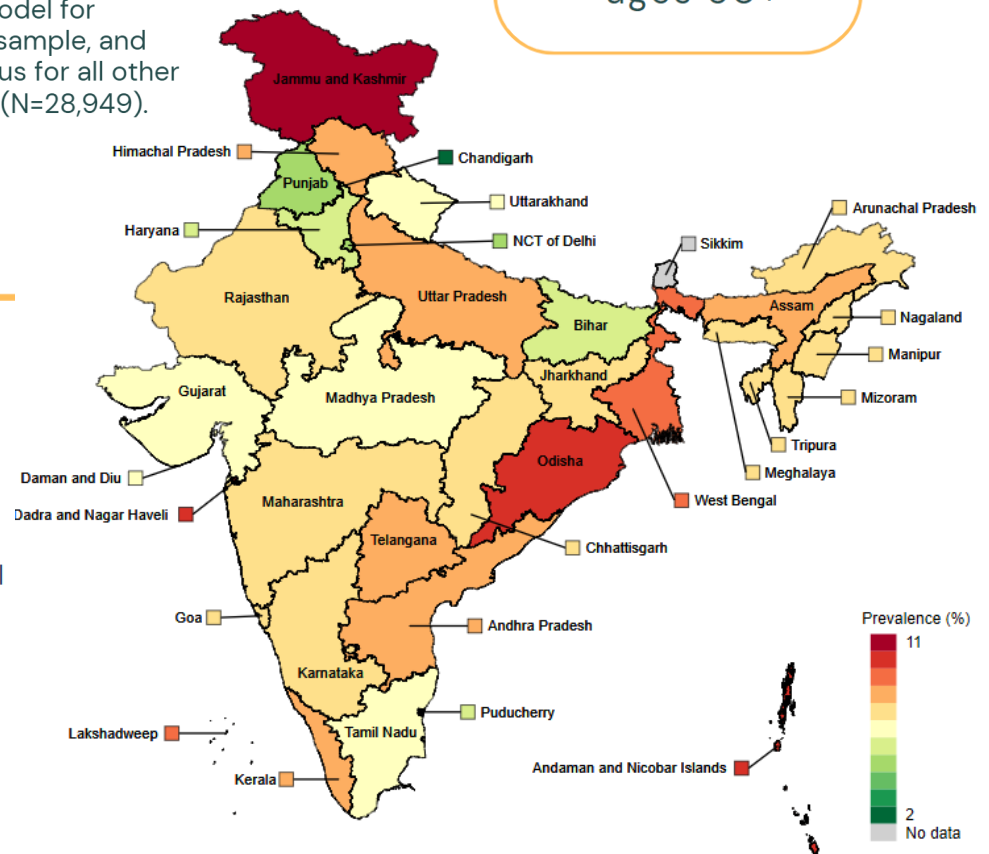 odel for
sample, and
us for all other
(N=28,949).
Jammu and Kashmir
Himachal Pradesh
Chandigarh
Punjab
Uttarakhand
Haryana
NCT of Delhi
Arunachal Pradesh
Sikkim
Rajasthan
Uttar Pradesh
Assam
Bihar
Nagaland
Manipur
Jharkhand
Gujarat
Madhya Pradesh
Mizoram
Tripura
Odisha
Meghalaya
Daman and Diu
West Bengal
Maharashtra
Dadra and Nagar Haveli
Telangana
Chhattisgarh
Goa
Andhra Pradesh
Karnataka
Puducherry
Lakshadweep
Tamil Nadu
Kerala
Andaman and Nicobar Islands
Prevalence (%)
11
2
No data